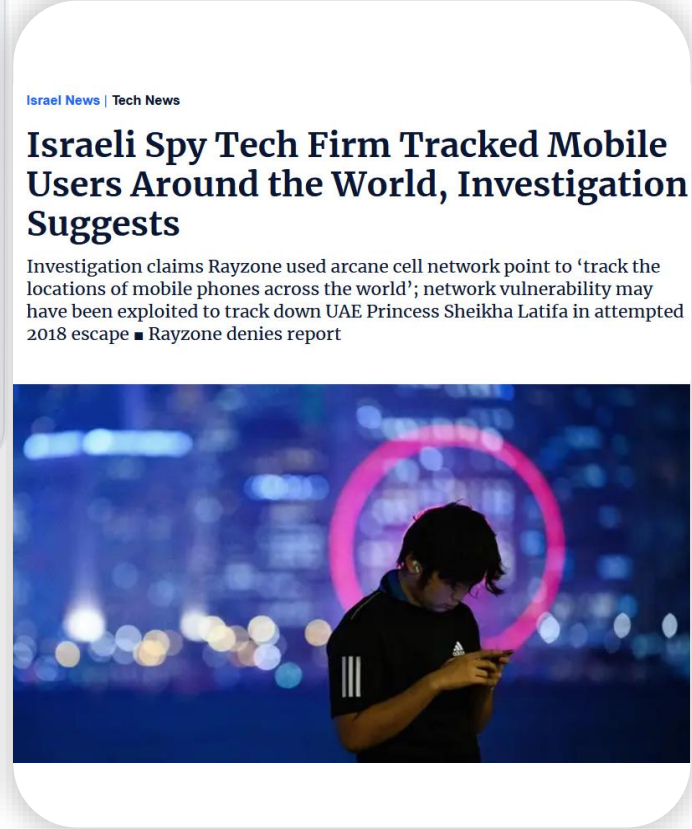 Israel News | Tech News
Israeli Spy Tech Firm Tracked Mobile
Users Around the World, Investigation
Suggests
Investigation claims Rayzone used arcane cell network point to ‘track the
locations of mobile phones across the world’; network vulnerability may
have been exploited to track down UAE Princess Sheikha Latifa in attempted
2018 escape ■ Rayzone denies report